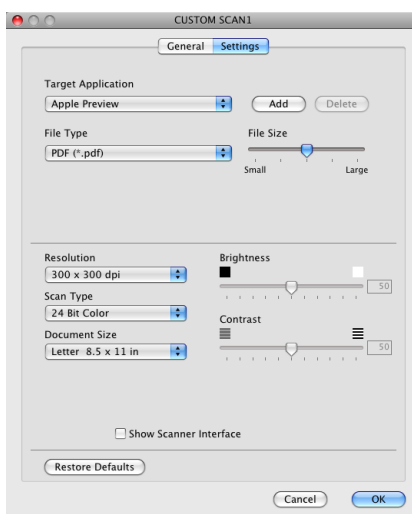 CUSTOM SCAN1
General Settings
Target Application
Apple Preview Add Delete
File Type File Size
PDF (*.pdf)
Small Large
Resolution Brightness
300 x 300 dpi
50
Scan Type
24 Bit Color
Contrast
Document Size
Letter 8.5 x 11 in 50
Show Scanner Interface
Restore Defaults
Cancel OK